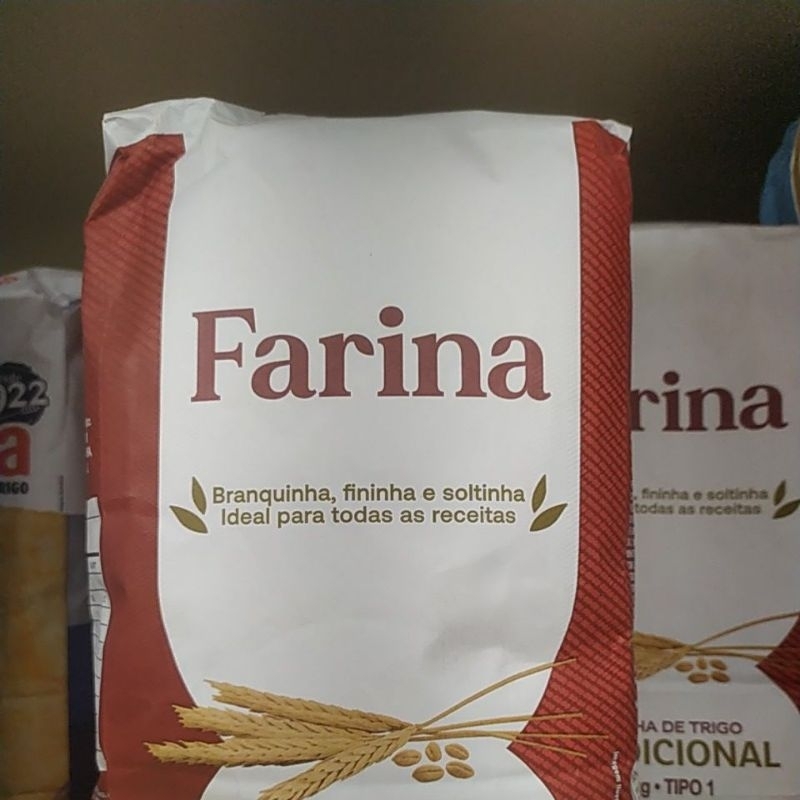 Farina
Branquinha, fininha e soltinha
Ideal para todas as receitas
022
a
RIGO
rina
, fininha e soltinha
todas as receitas
HA DE TRIGO
DICIONAL
g • TIPO 1